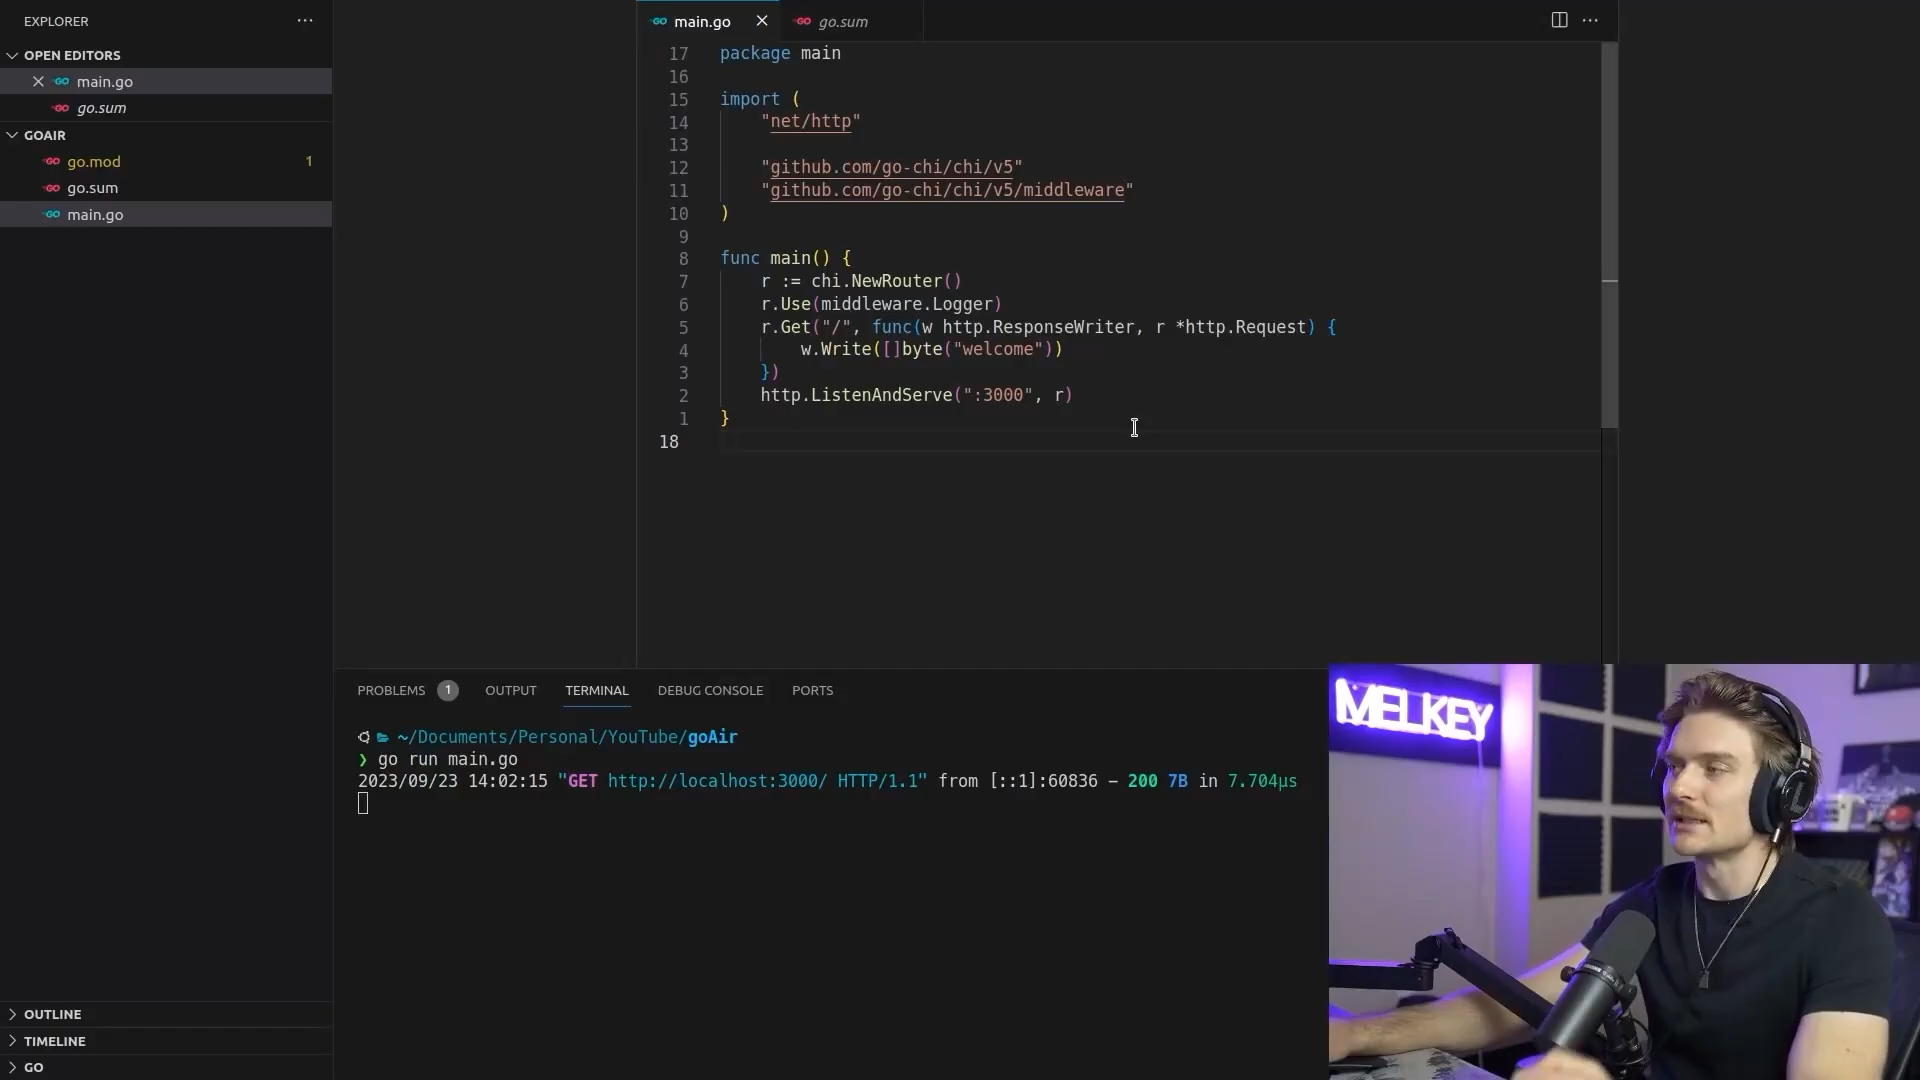 EXPLORER
OPEN EDITORS
main.go
go.sum
GOAIR
go.mod 1
go.sum
main.go
OUTLINE
TIMELINE
GO
main.go
go.sum
17 package main
16
15 import (
14 "net/http"
13
12 "github.com/go-chi/chi/v5"
11 "github.com/go-chi/chi/v5/middleware"
10 )
9
8 func main() {
7 r := chi.NewRouter()
6 r.Use(middleware.Logger)
5 r.Get("/", func(w http.ResponseWriter, r *http.Request) {
4 w.Write([]byte("welcome"))
3 })
2 http.ListenAndServe(":3000", r)
1 }
18
PROBLEMS 1 OUTPUT TERMINAL DEBUG CONSOLE PORTS
~/Documents/Personal/YouTube/goAir
❯ go run main.go
2023/09/23 14:02:15 "GET http://localhost:3000/ HTTP/1.1" from [::1]:60836 - 200 7B in 7.704µs
MELKEY